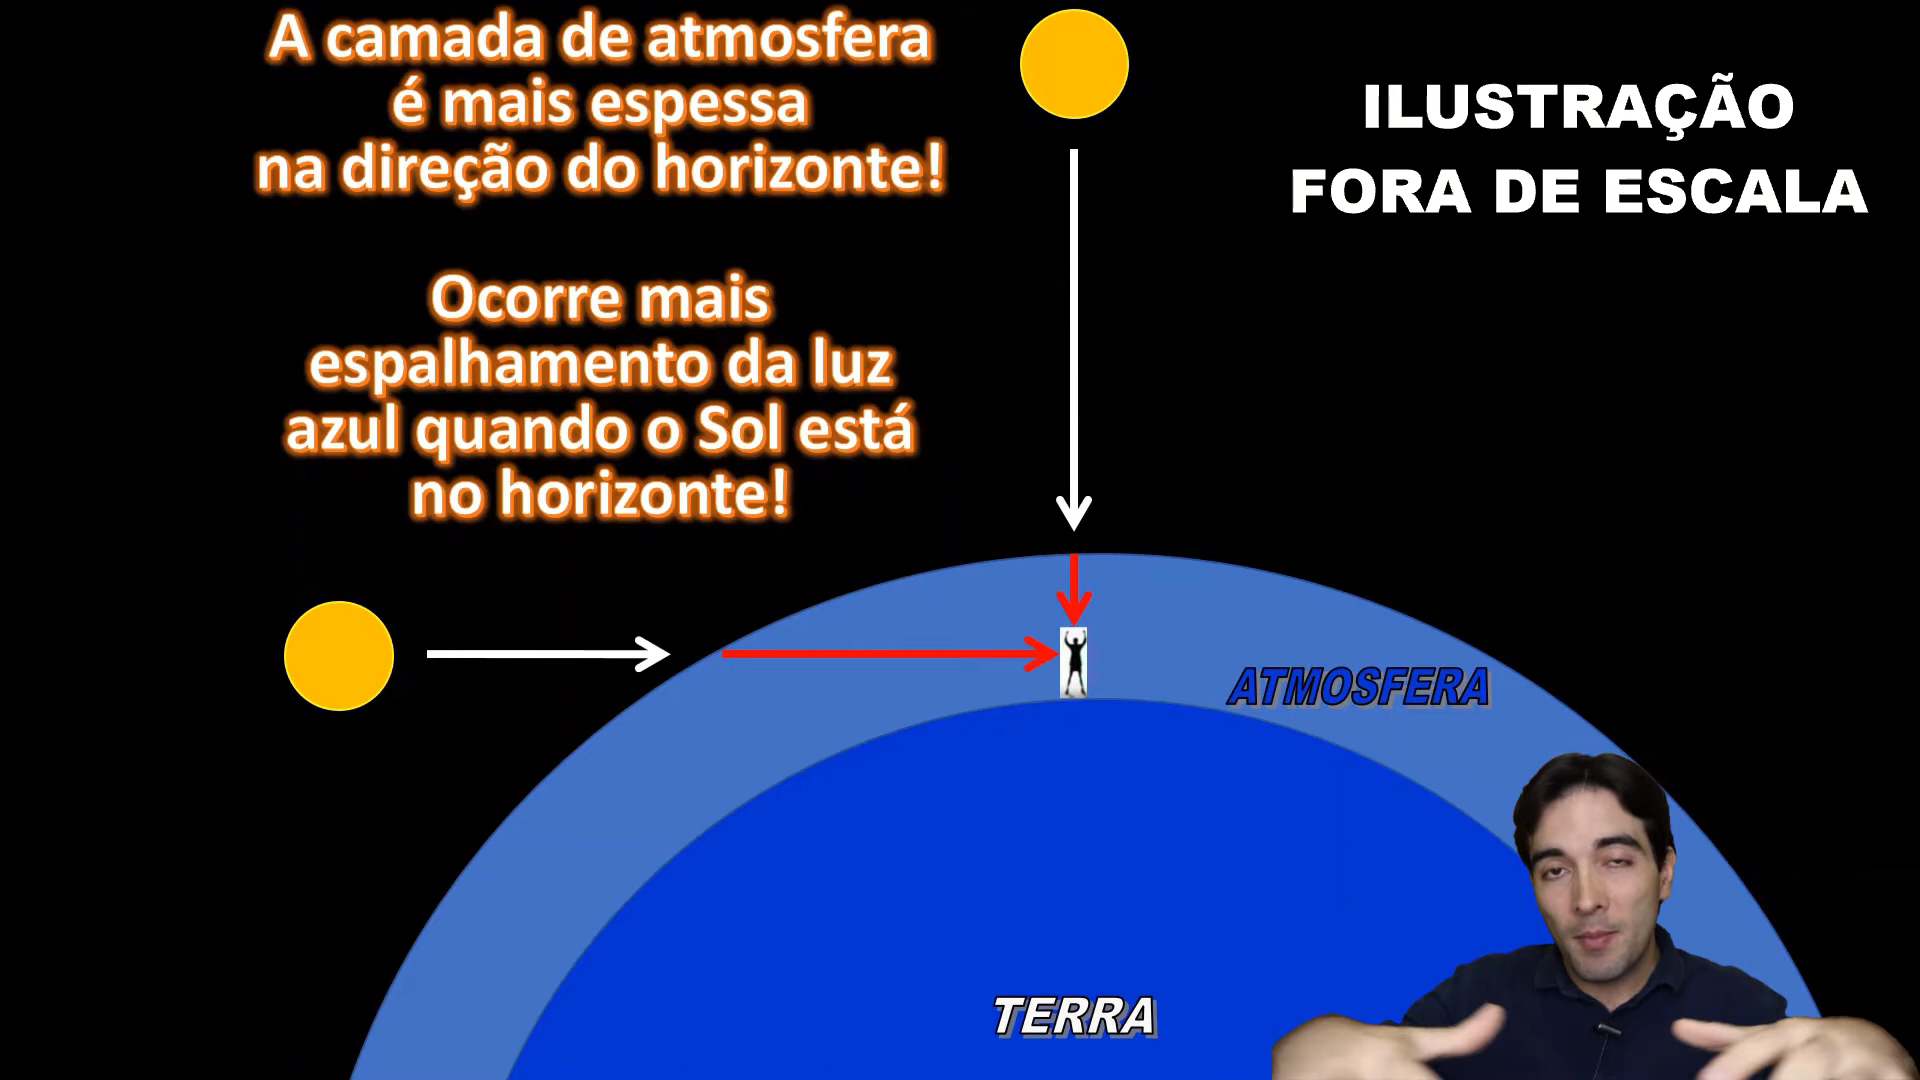 A camada de atmosfera
é mais espessa
na direção do horizonte!
Ocorre mais
espalhamento da luz
azul quando o Sol está
no horizonte!
ILUSTRAÇÃO
FORA DE ESCALA
ATMOSFERA
TERRA